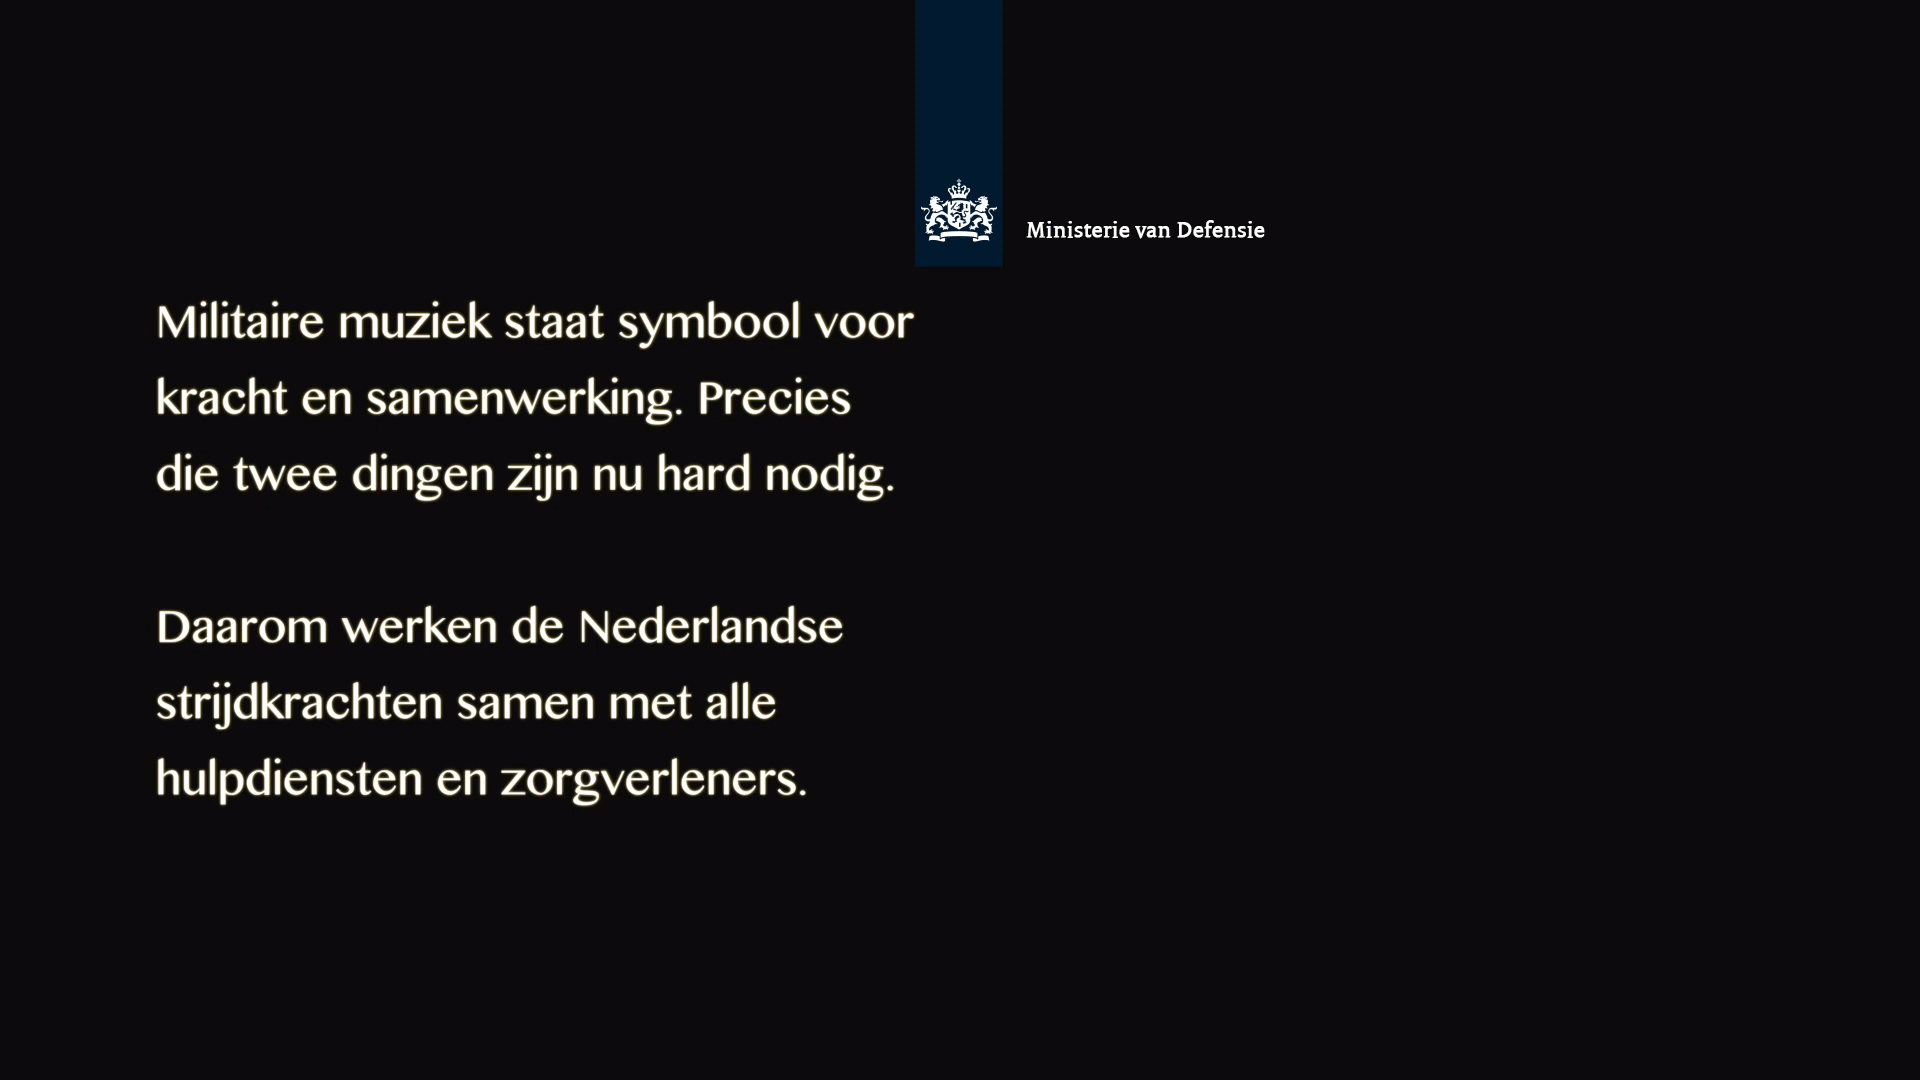 Ministerie van Defensie
Militaire muziek staat symbool voor
kracht en samenwerking. Precies
die twee dingen zijn nu hard nodig.
Daarom werken de Nederlandse
strijdkrachten samen met alle
hulpdiensten en zorgverleners.